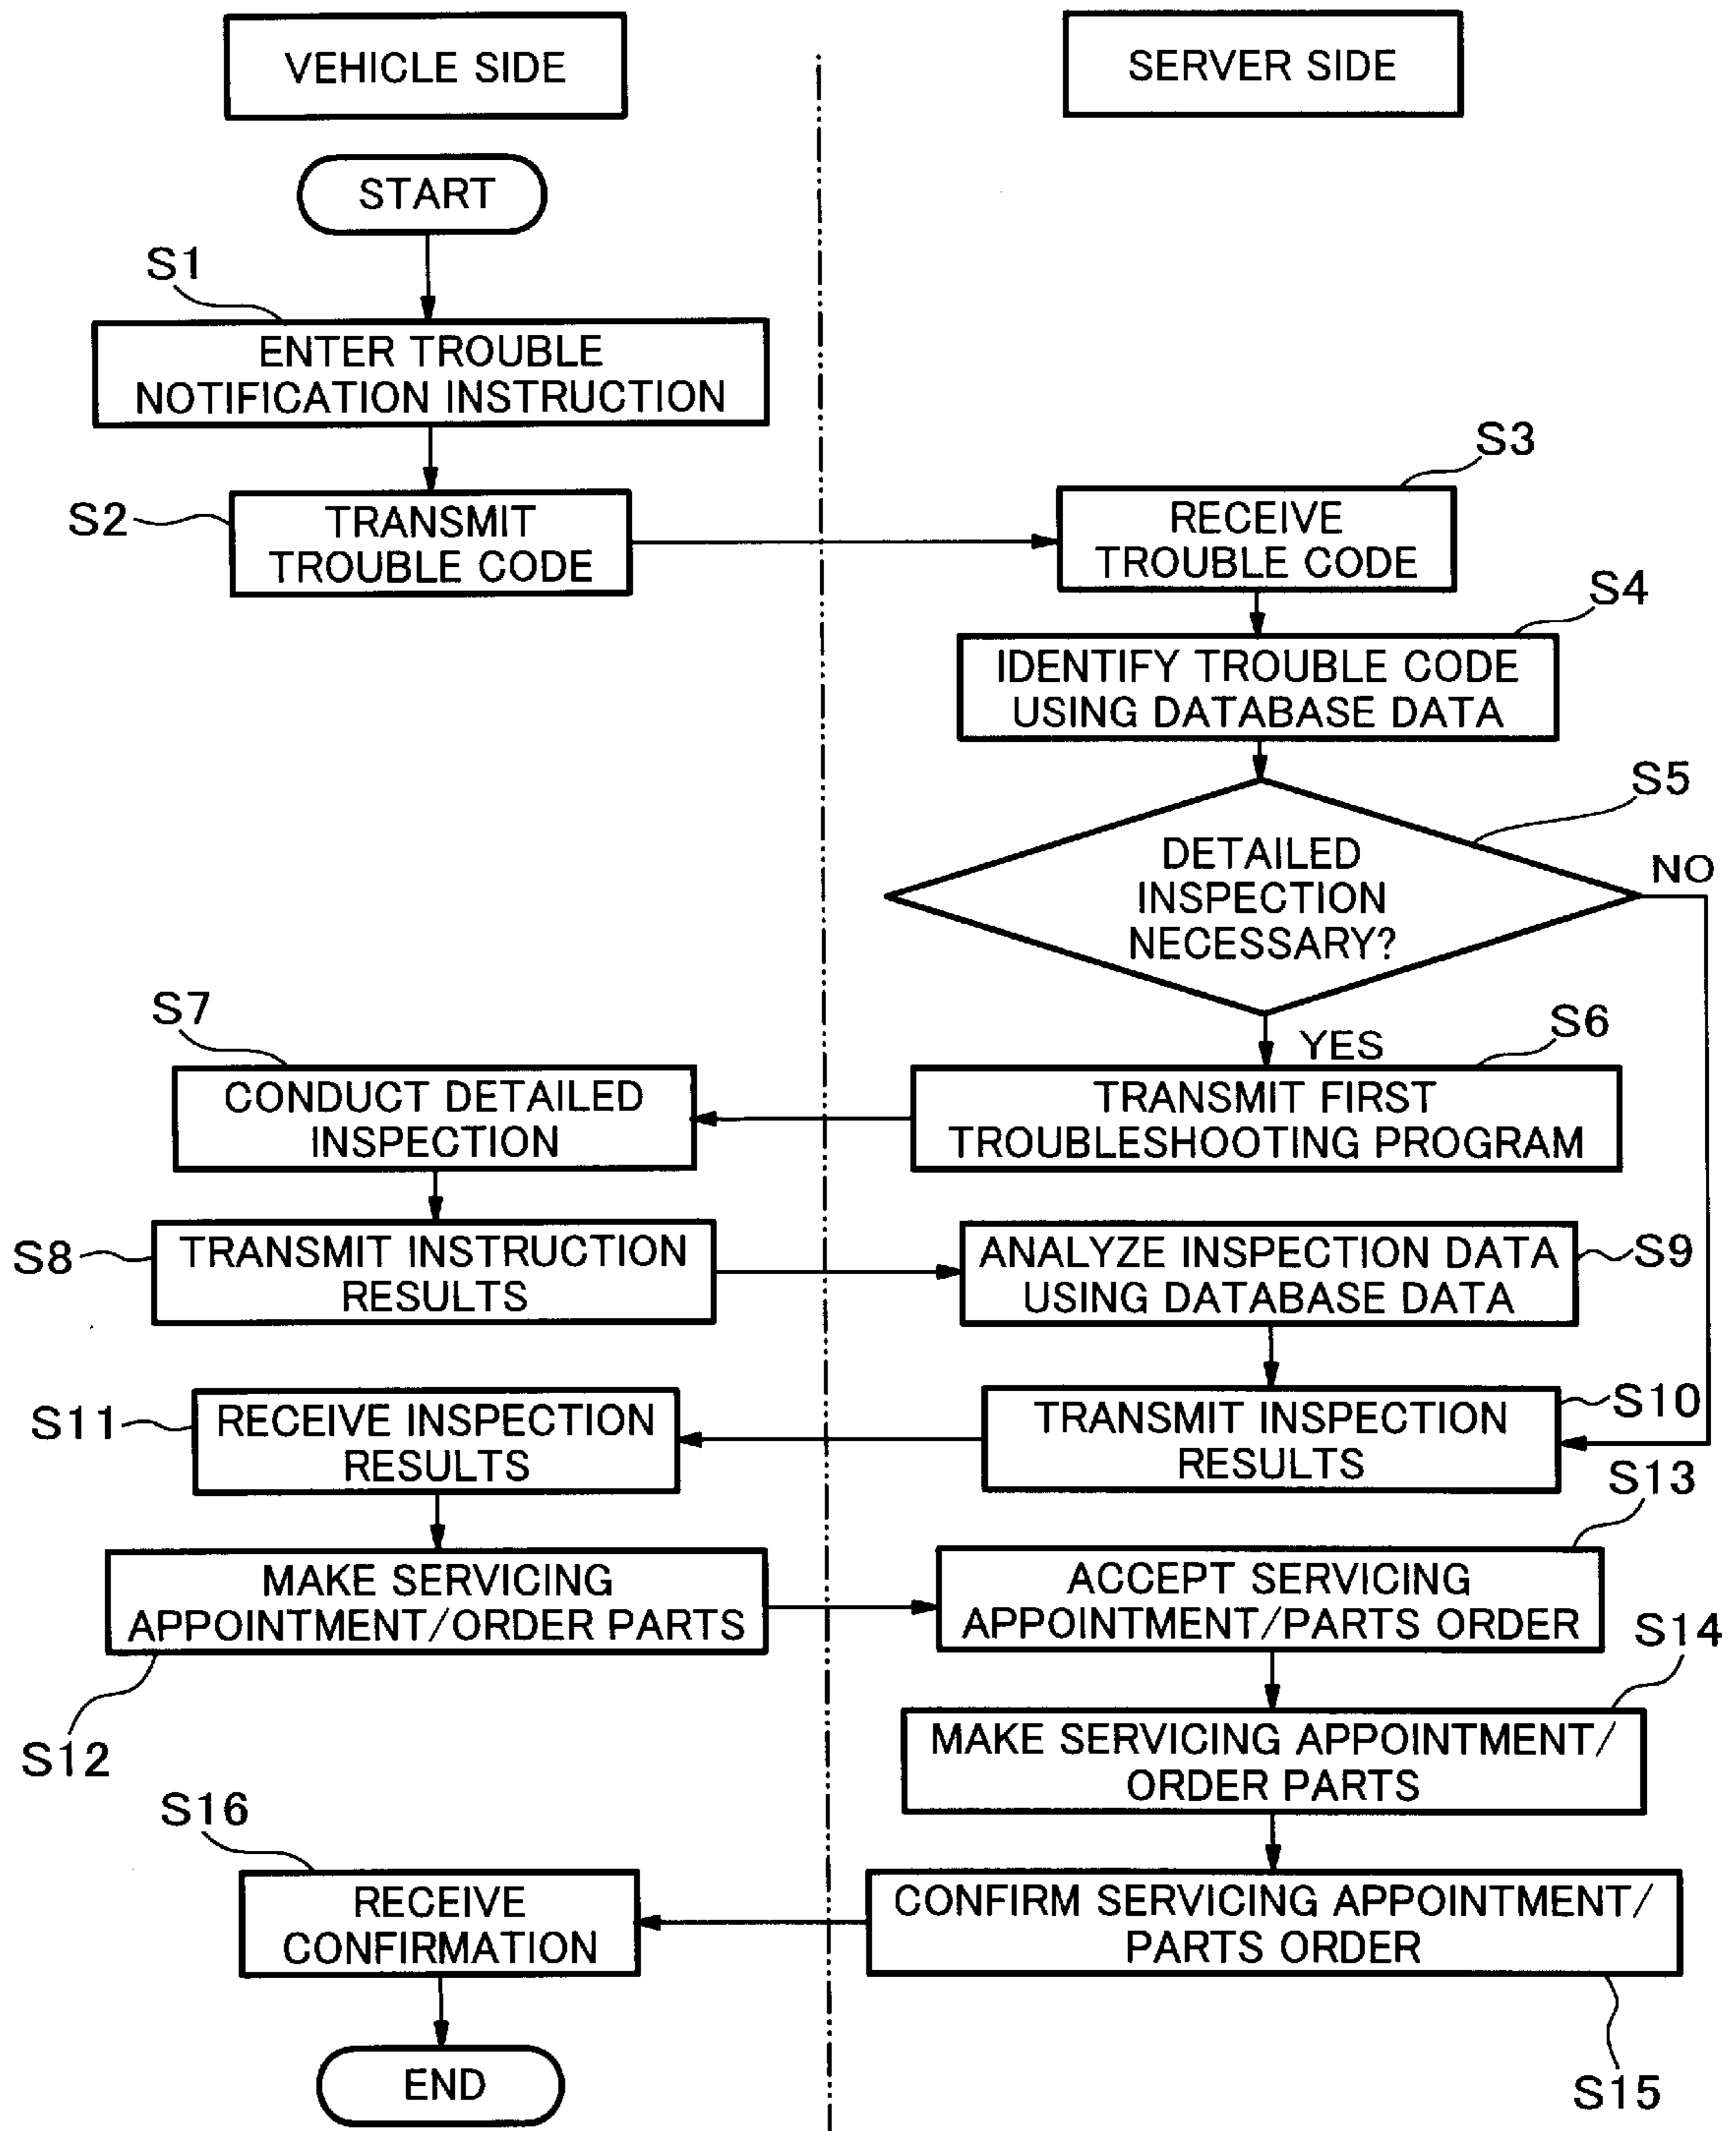 VEHICLE SIDE
SERVER SIDE
START
S1
ENTER TROUBLE
NOTIFICATION INSTRUCTION
S2
TRANSMIT
TROUBLE CODE
S3
RECEIVE
TROUBLE CODE
S4
IDENTIFY TROUBLE CODE
USING DATABASE DATA
S5
DETAILED
INSPECTION
NECESSARY?
NO
YES
S6
TRANSMIT FIRST
TROUBLESHOOTING PROGRAM
S7
CONDUCT DETAILED
INSPECTION
S8
TRANSMIT INSTRUCTION
RESULTS
S9
ANALYZE INSPECTION DATA
USING DATABASE DATA
S10
TRANSMIT INSPECTION
RESULTS
S11
RECEIVE INSPECTION
RESULTS
S12
MAKE SERVICING
APPOINTMENT/ORDER PARTS
S13
ACCEPT SERVICING
APPOINTMENT/PARTS ORDER
S14
MAKE SERVICING APPOINTMENT/
ORDER PARTS
S15
CONFIRM SERVICING APPOINTMENT/
PARTS ORDER
S16
RECEIVE
CONFIRMATION
END